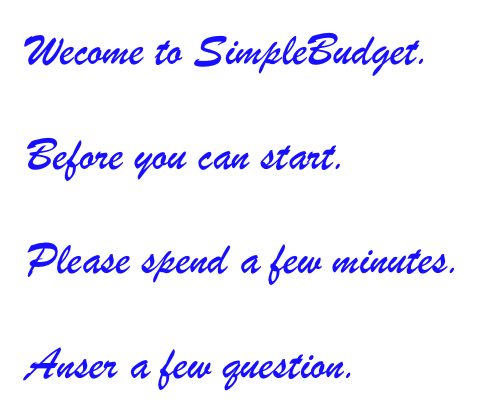 Wecome to SimpleBudget.
Before you can start.
Please spend a few minutes.
Anser a few question.